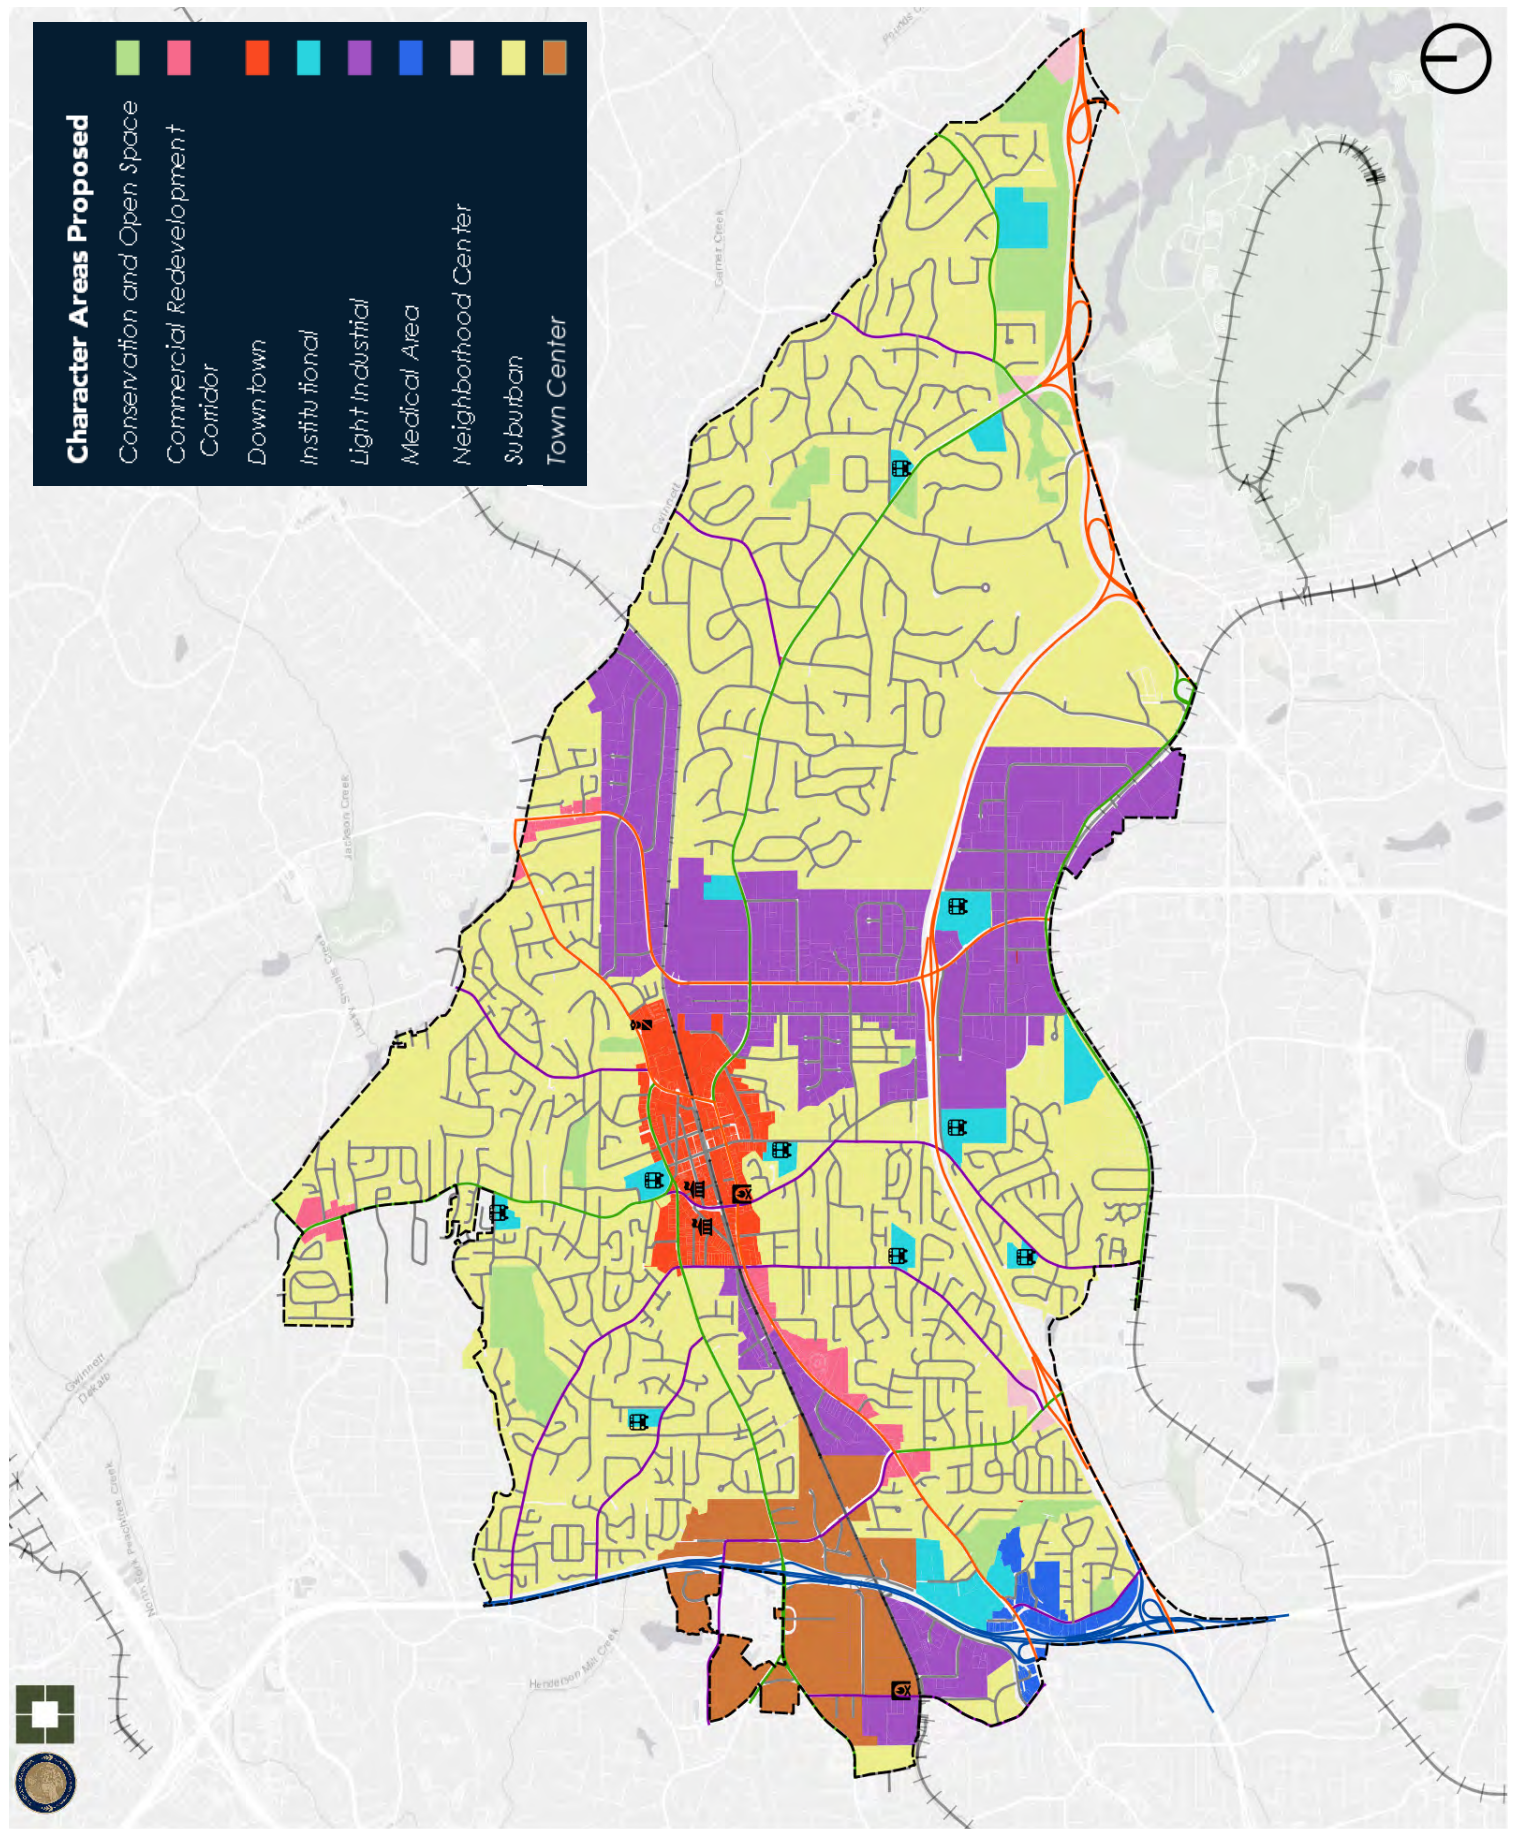 Character Areas Proposed
Conservation and Open Space
Commercial Redevelopment
Corridor
Downtown
Institutional
Light Industrial
Medical Area
Neighborhood Center
Suburban
Town Center
Garner Creek
Gwinnett
Jackson Creek
Gwinnett
Dekalb
North Fork Peachtree Creek
Henderson Mill Creek